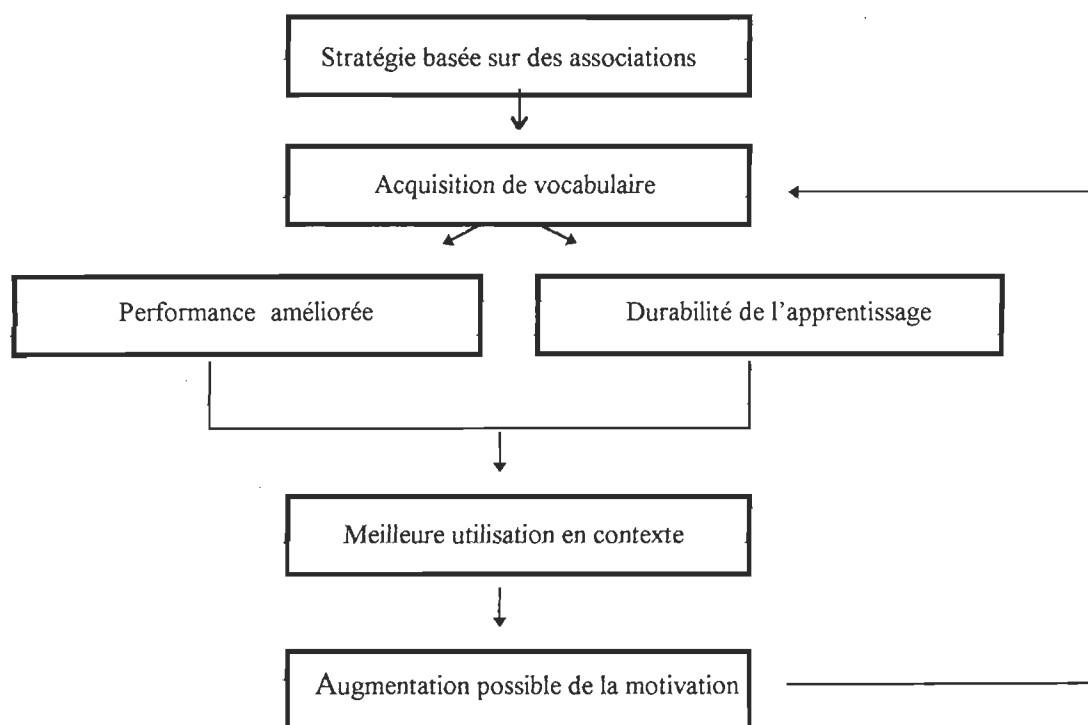 Stratégie basée sur des associations
Acquisition de vocabulaire
Performance améliorée
Durabilité de l'apprentissage
Meilleure utilisation en contexte
Augmentation possible de la motivation